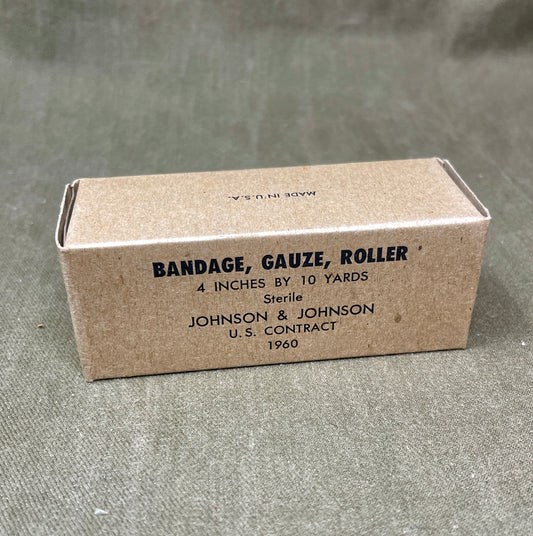 MADE IN U.S.A.
BANDAGE, GAUZE, ROLLER
4 INCHES BY 10 YARDS
Sterile
JOHNSON & JOHNSON
U.S. CONTRACT
1960